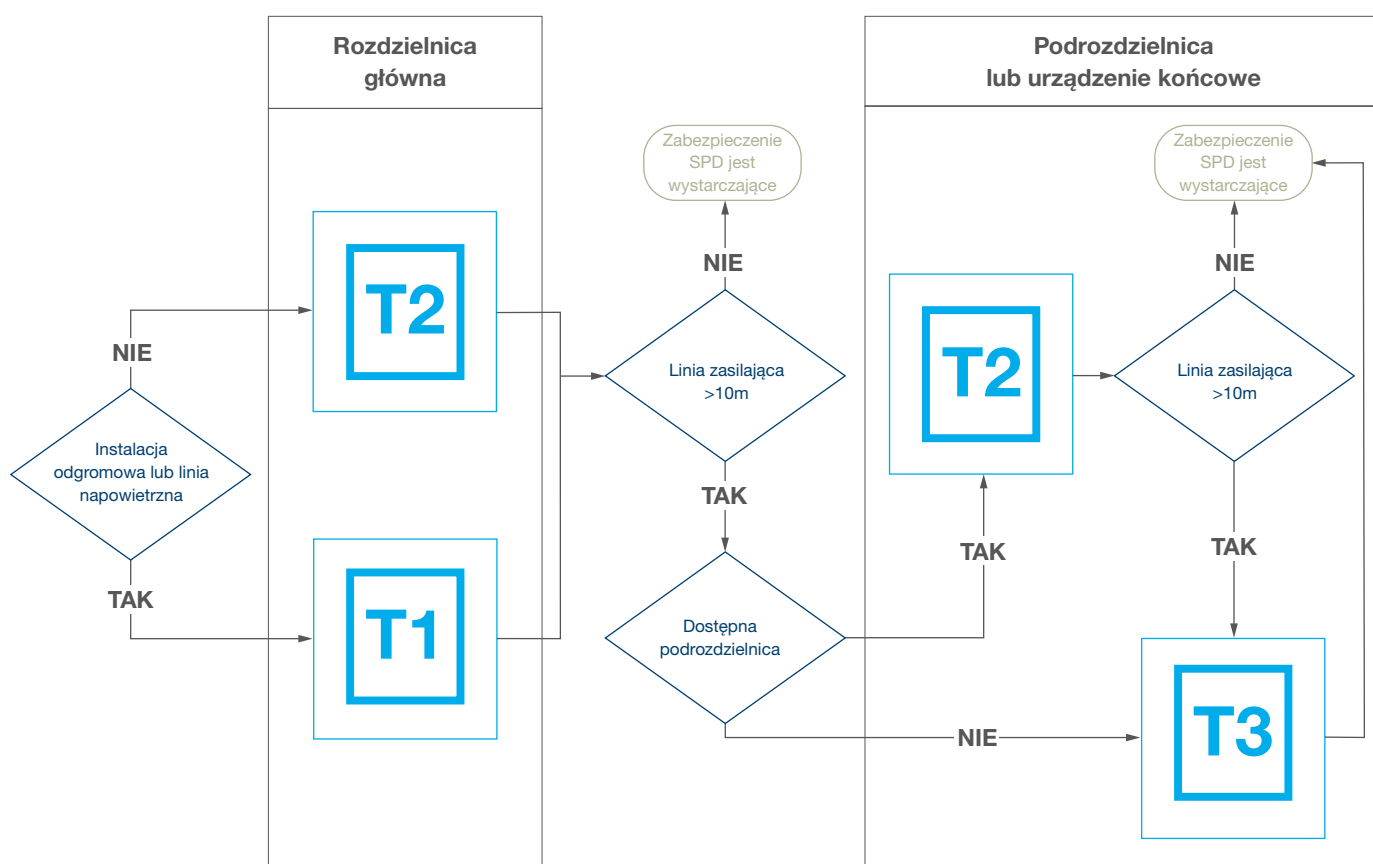 Rozdzielnica
główna
Podrozdzielnica
lub urządzenie końcowe
Zabezpieczenie
SPD jest
wystarczające
Zabezpieczenie
SPD jest
wystarczające
T2
NIE
NIE
NIE
T2
Linia zasilająca
>10m
Linia zasilająca
>10m
Instalacja
odgromowa lub linia
napowietrzna
TAK
TAK
TAK
TAK
T1
Dostępna
podrozdzielnica
NIE
T3